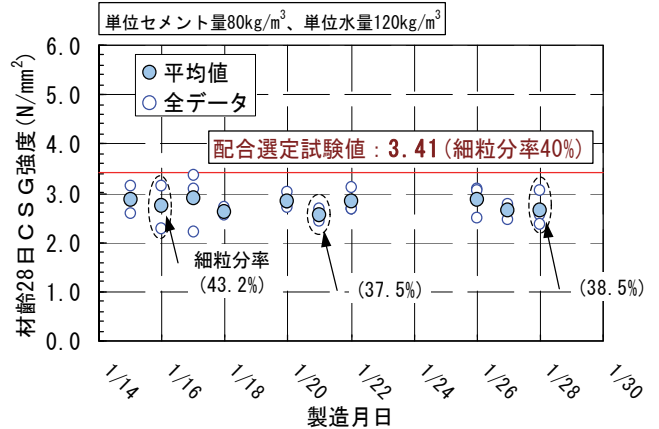 単位セメント量80kg/m³、単位水量120kg/m³
材齢28日CSG強度(N/mm²)
6.0
5.0
4.0
3.0
2.0
1.0
0.0
平均値
全データ
配合選定試験値：3.41(細粒分率40%)
細粒分率
(43.2%)
(37.5%)
(38.5%)
1/14
1/16
1/18
1/20
1/22
1/24
1/26
1/28
1/30
製造月日